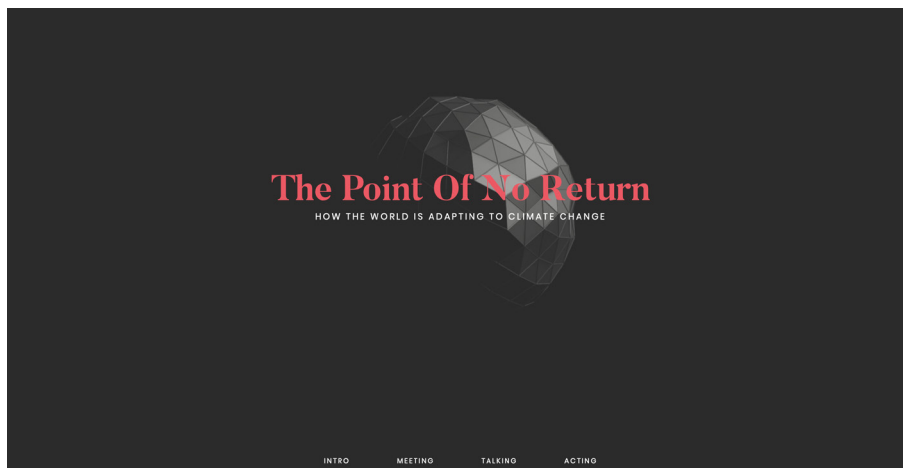 The Point Of No Return
HOW THE WORLD IS ADAPTING TO CLIMATE CHANGE
INTRO MEETING TALKING ACTING